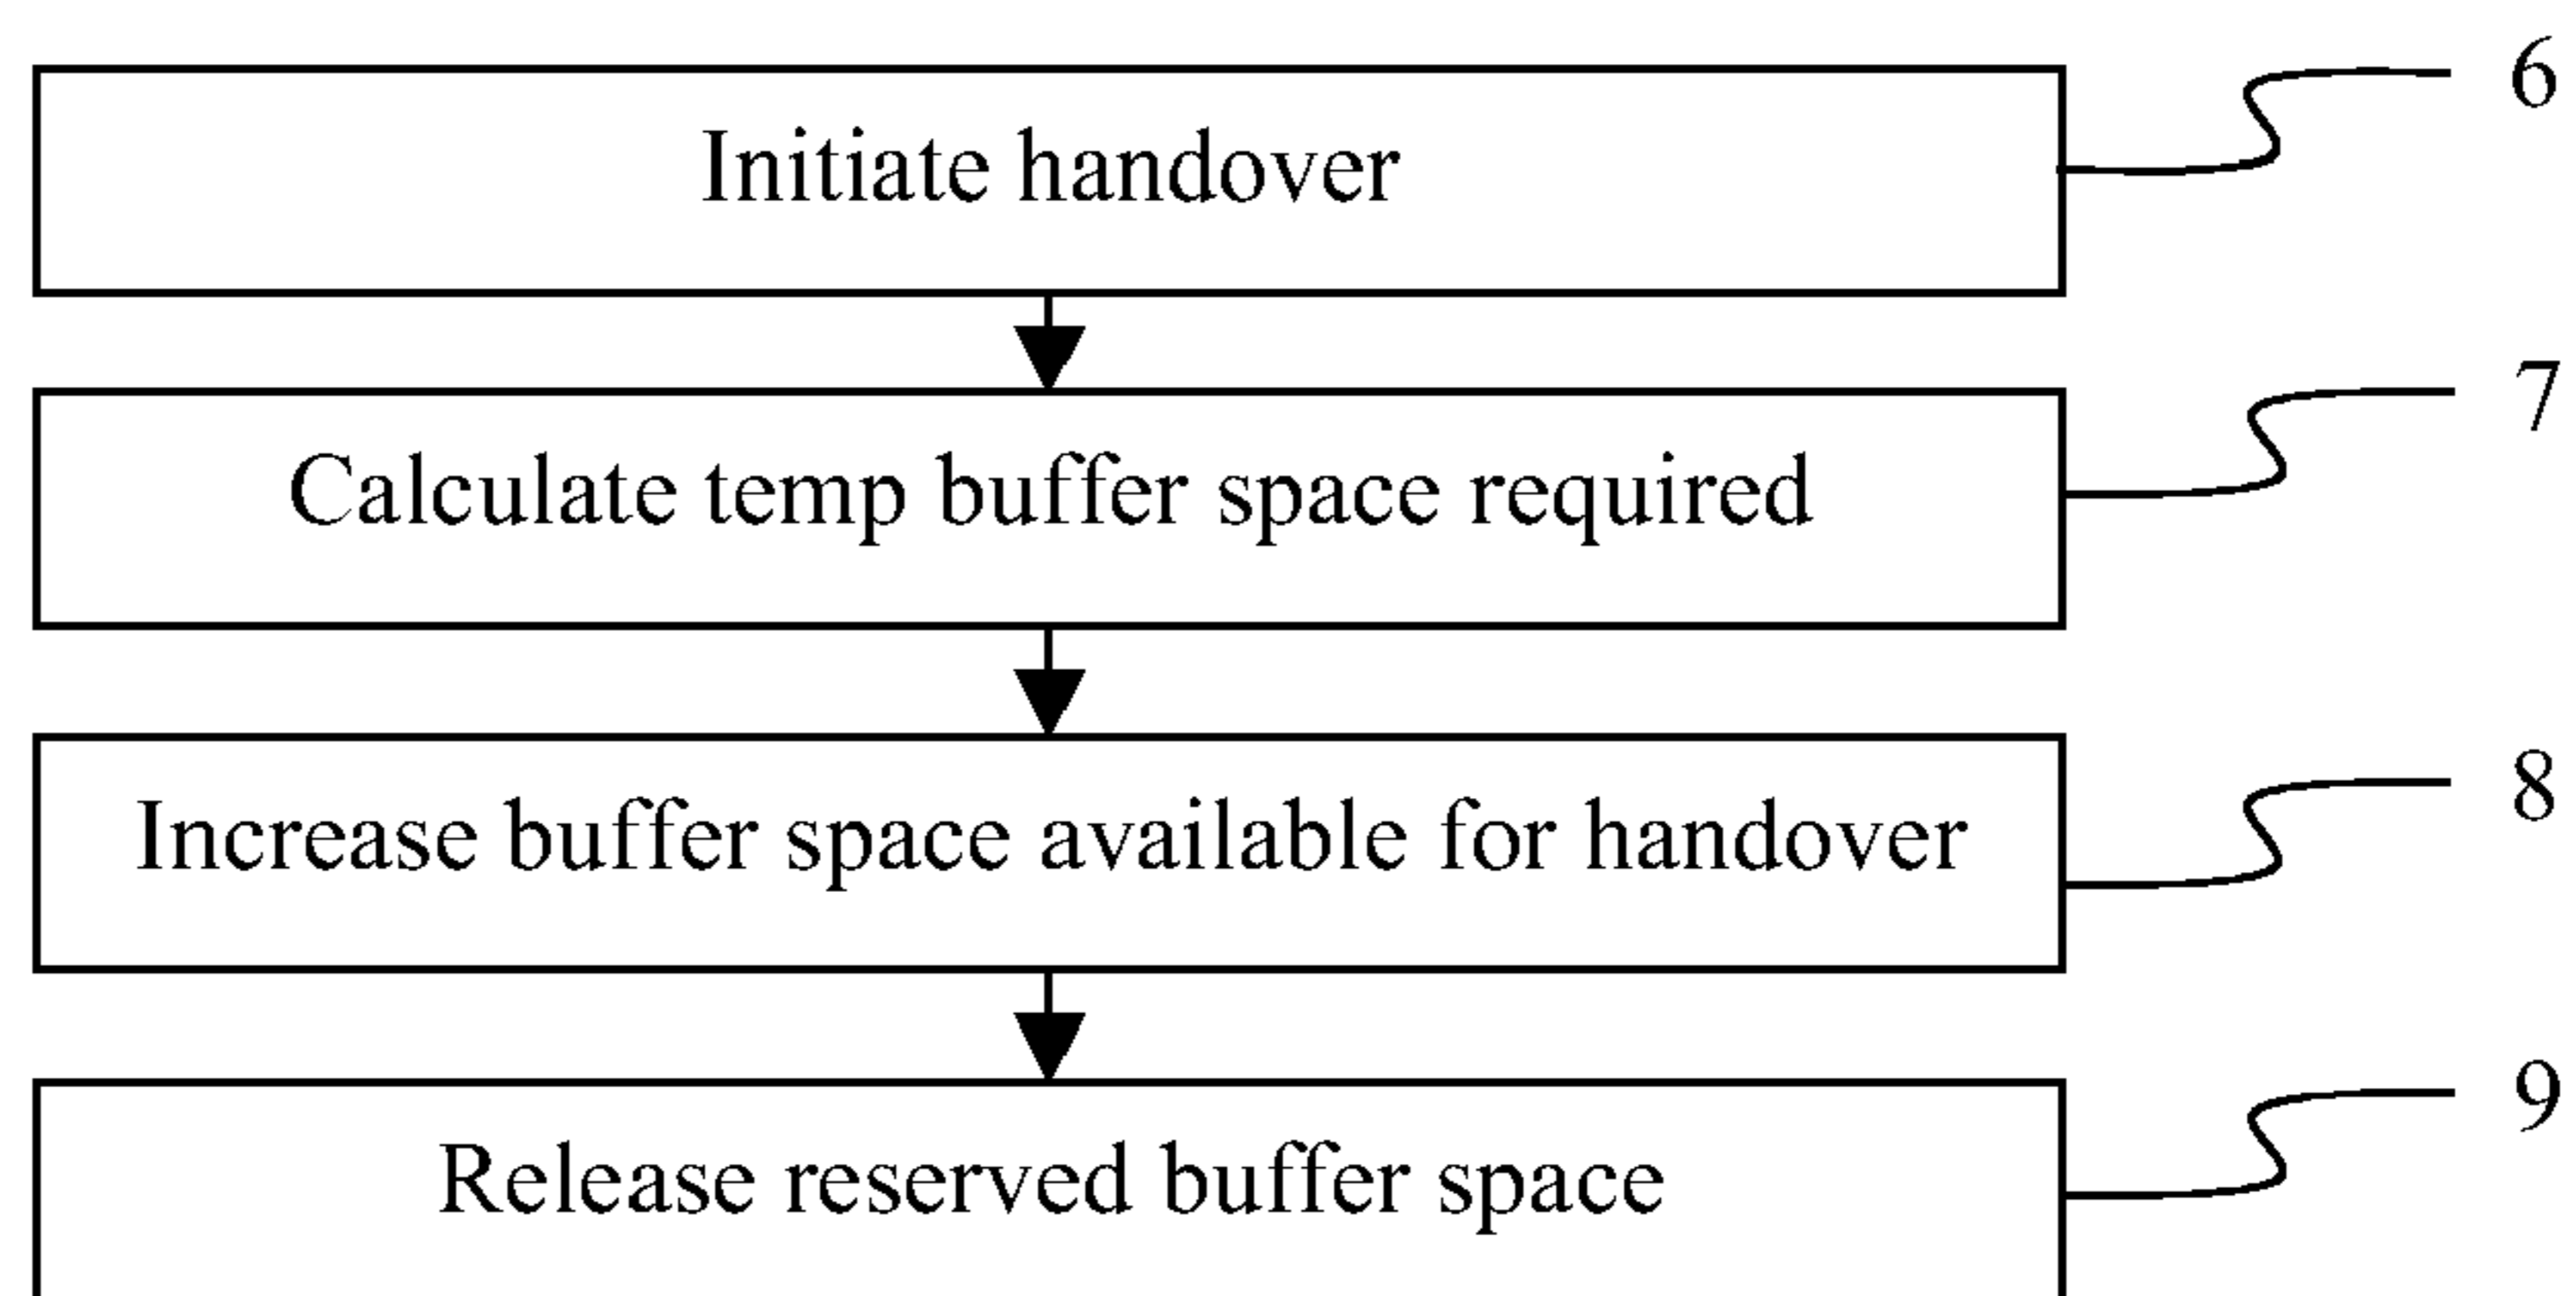 Initiate handover
6
Calculate temp buffer space required
7
Increase buffer space available for handover
8
Release reserved buffer space
9